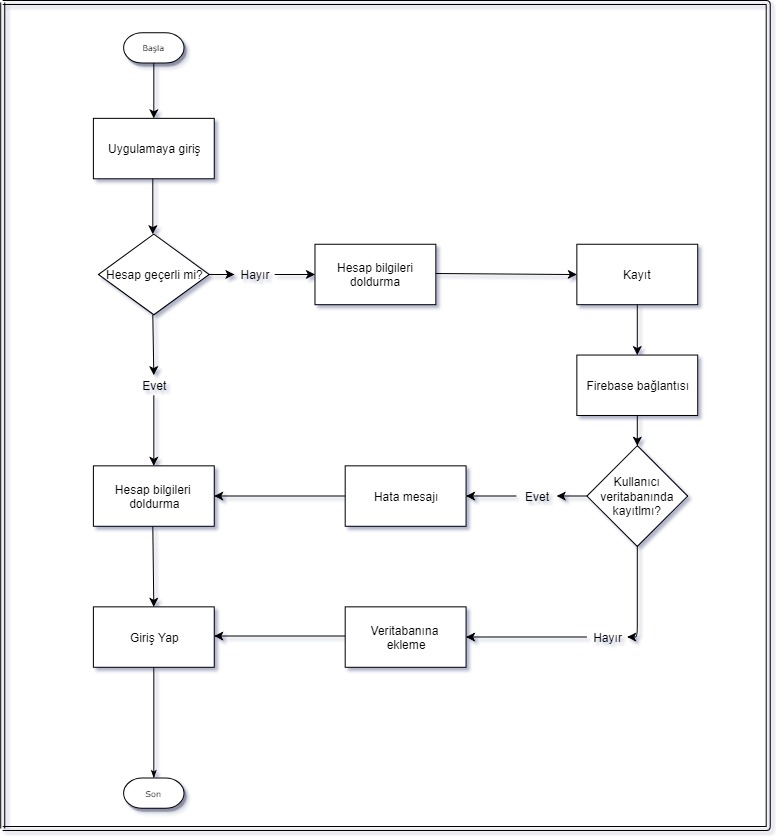 Başla
Uygulamaya giriş
Hesap geçerli mi?
Hayır
Hesap bilgileri
doldurma
Kayıt
Evet
Firebase bağlantısı
Hesap bilgileri
doldurma
Hata mesajı
Evet
Kullanıcı
veritabanında
kayıtlmı?
Giriş Yap
Veritabanına
ekleme
Hayır
Son